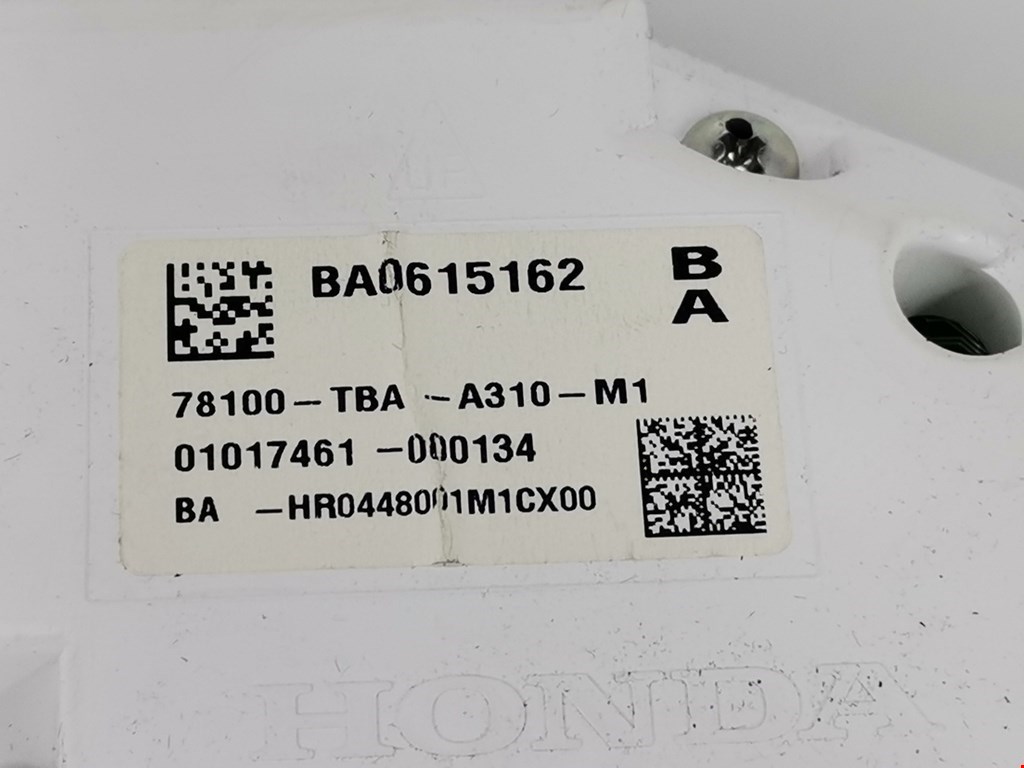 BA0615162
B
A
78100-TBA -A310-M1
01017461 -000134
BA -HR0448001M1CX00
HONDA